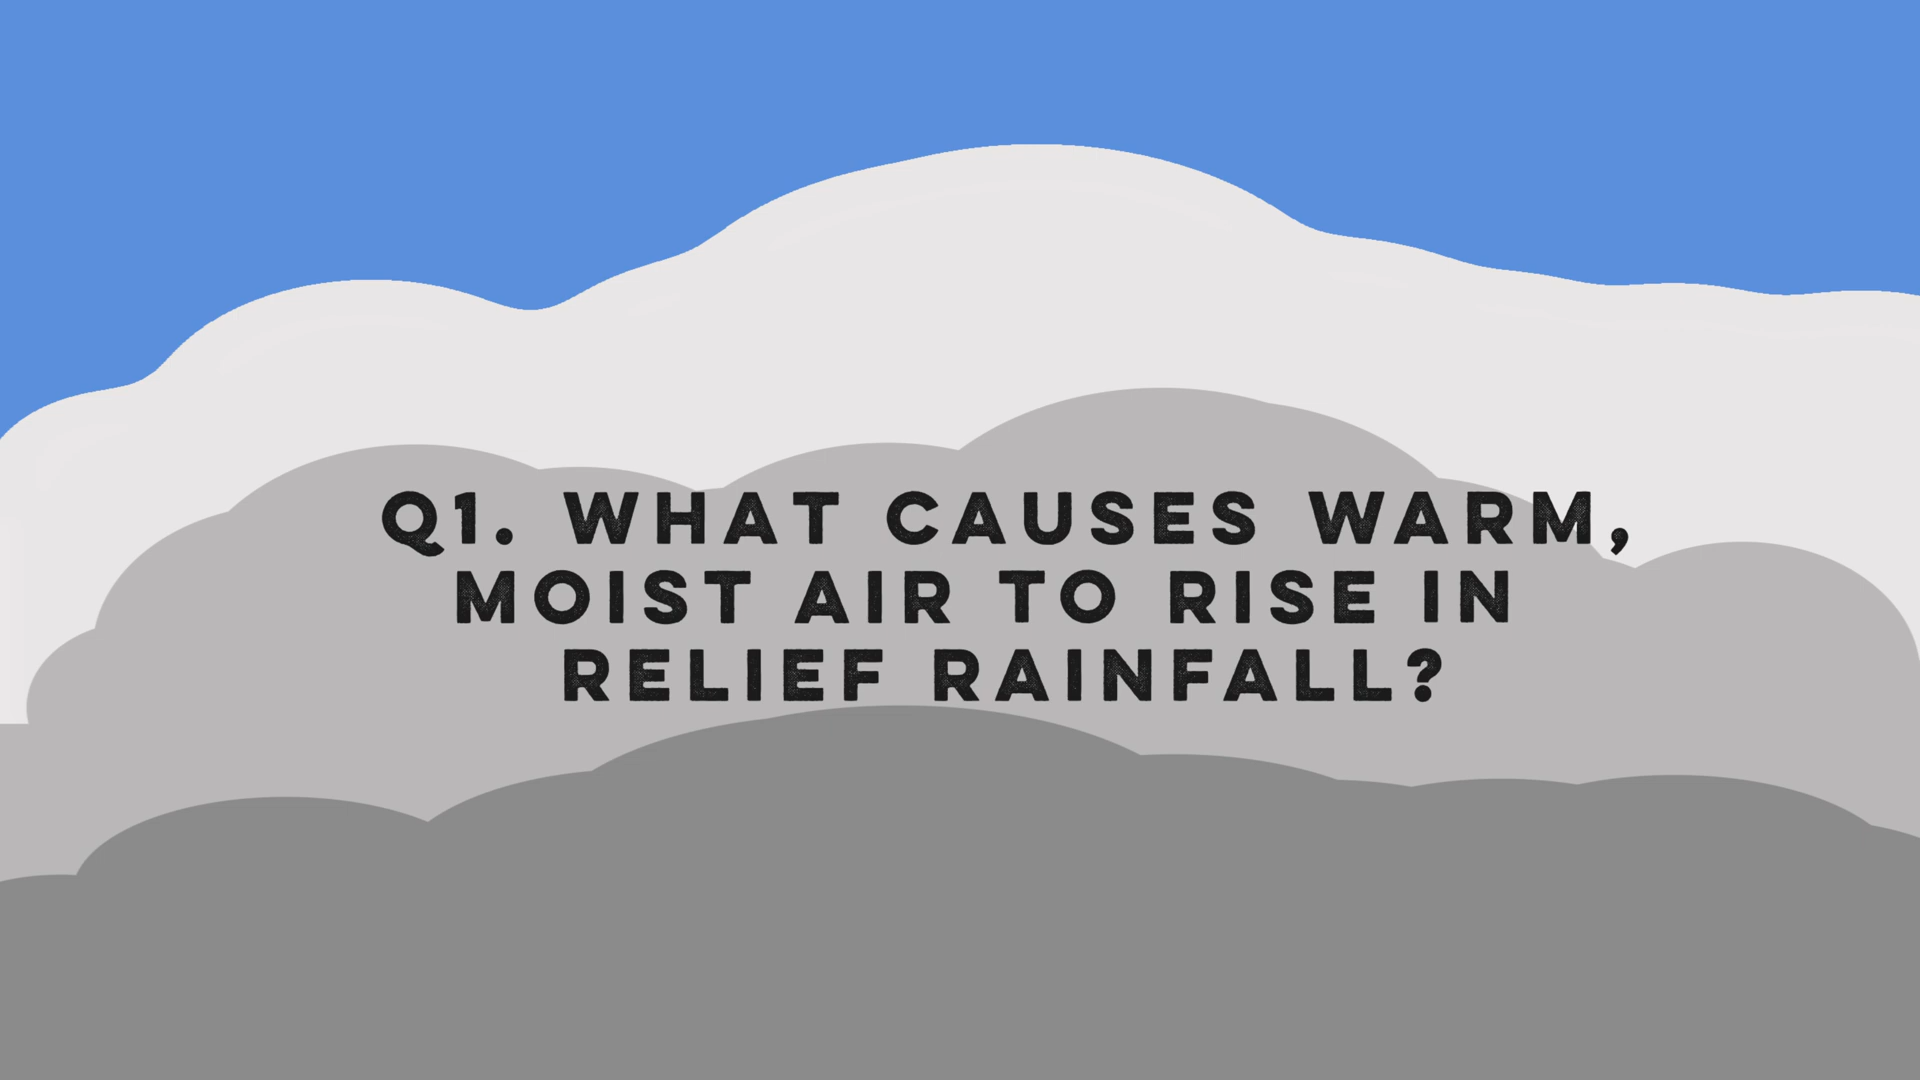 Q1. WHAT CAUSES WARM,
MOIST AIR TO RISE IN
RELIEF RAINFALL?